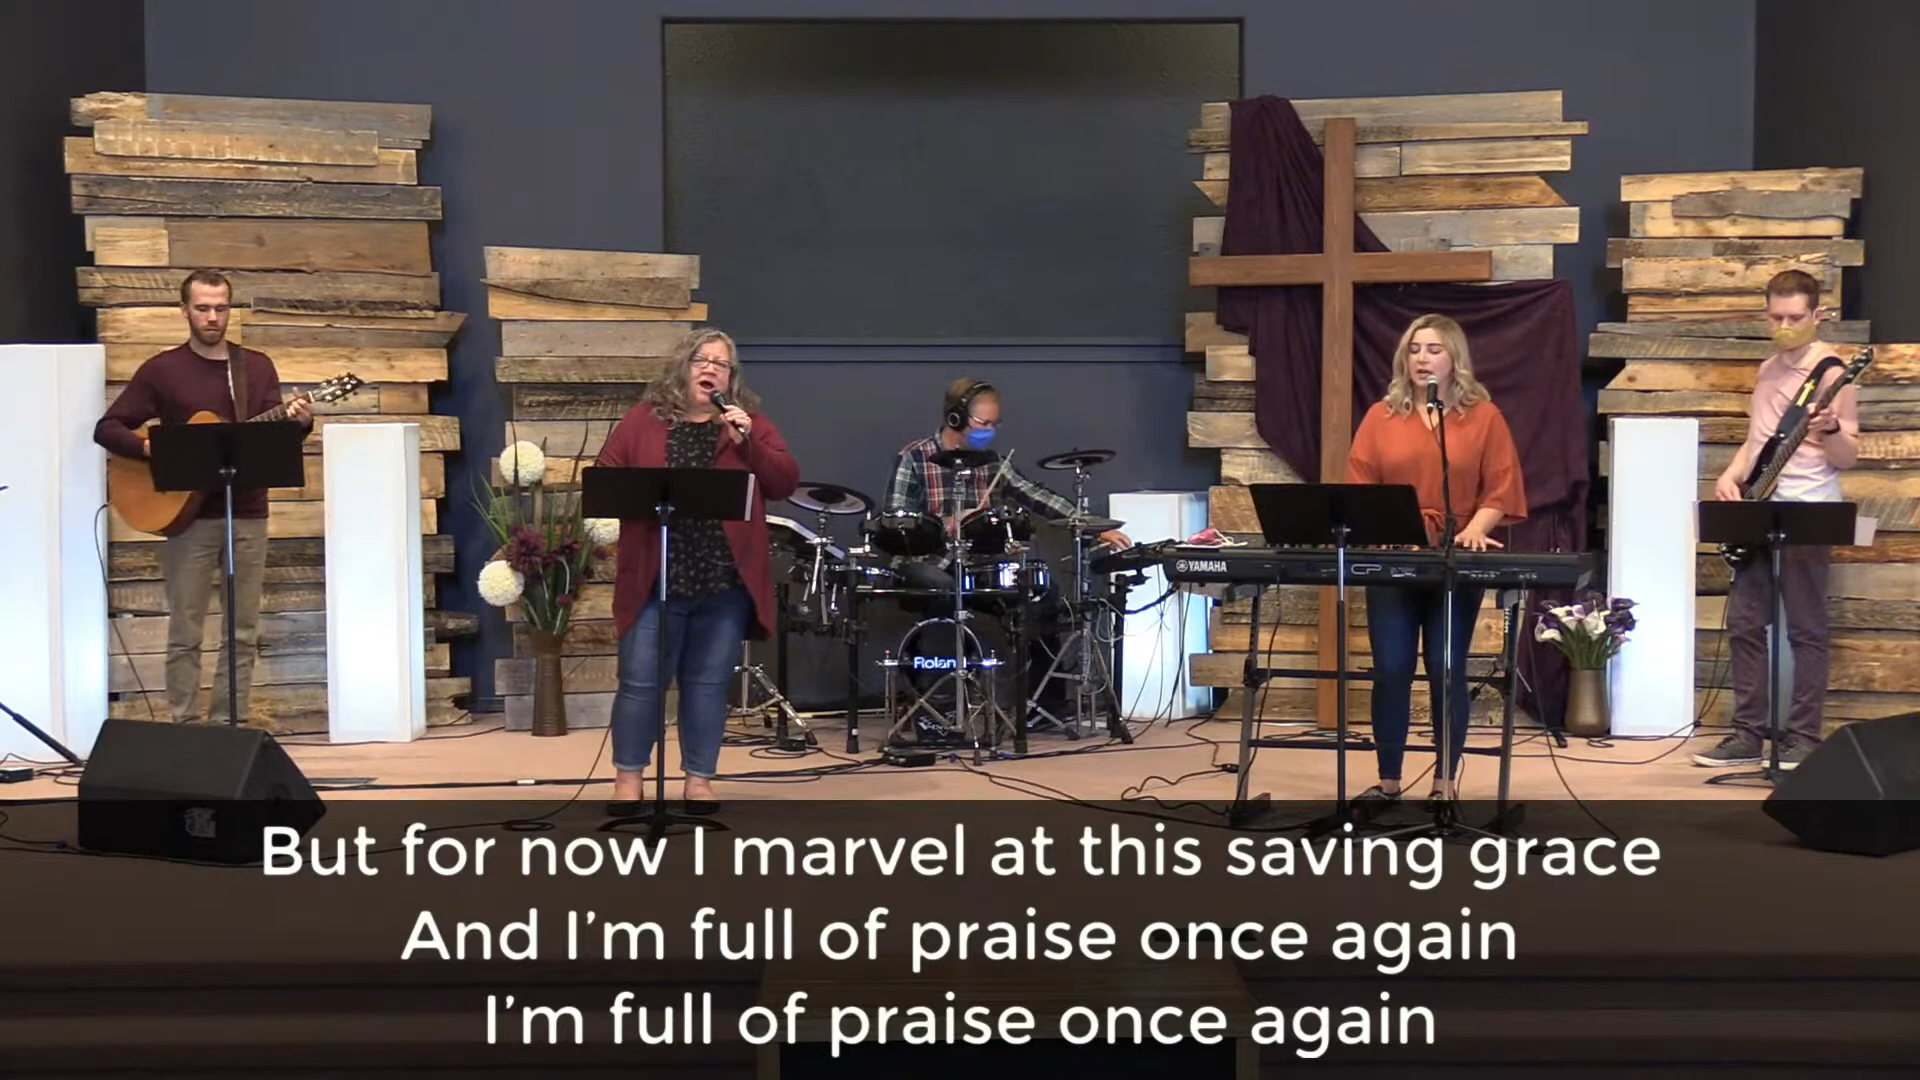 YAMAHA
CP
Roland
But for now I marvel at this saving grace
And I'm full of praise once again
I'm full of praise once again